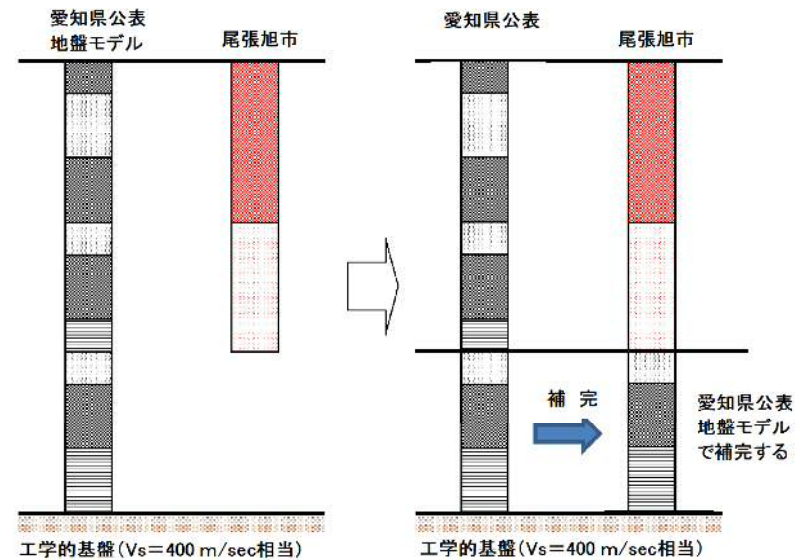 愛知県公表
地盤モデル
尾張旭市
愛知県公表
尾張旭市
補 完
愛知県公表
地盤モデル
で補完する
工学的基盤(Vs=400 m/sec相当)
工学的基盤(Vs=400 m/sec相当)